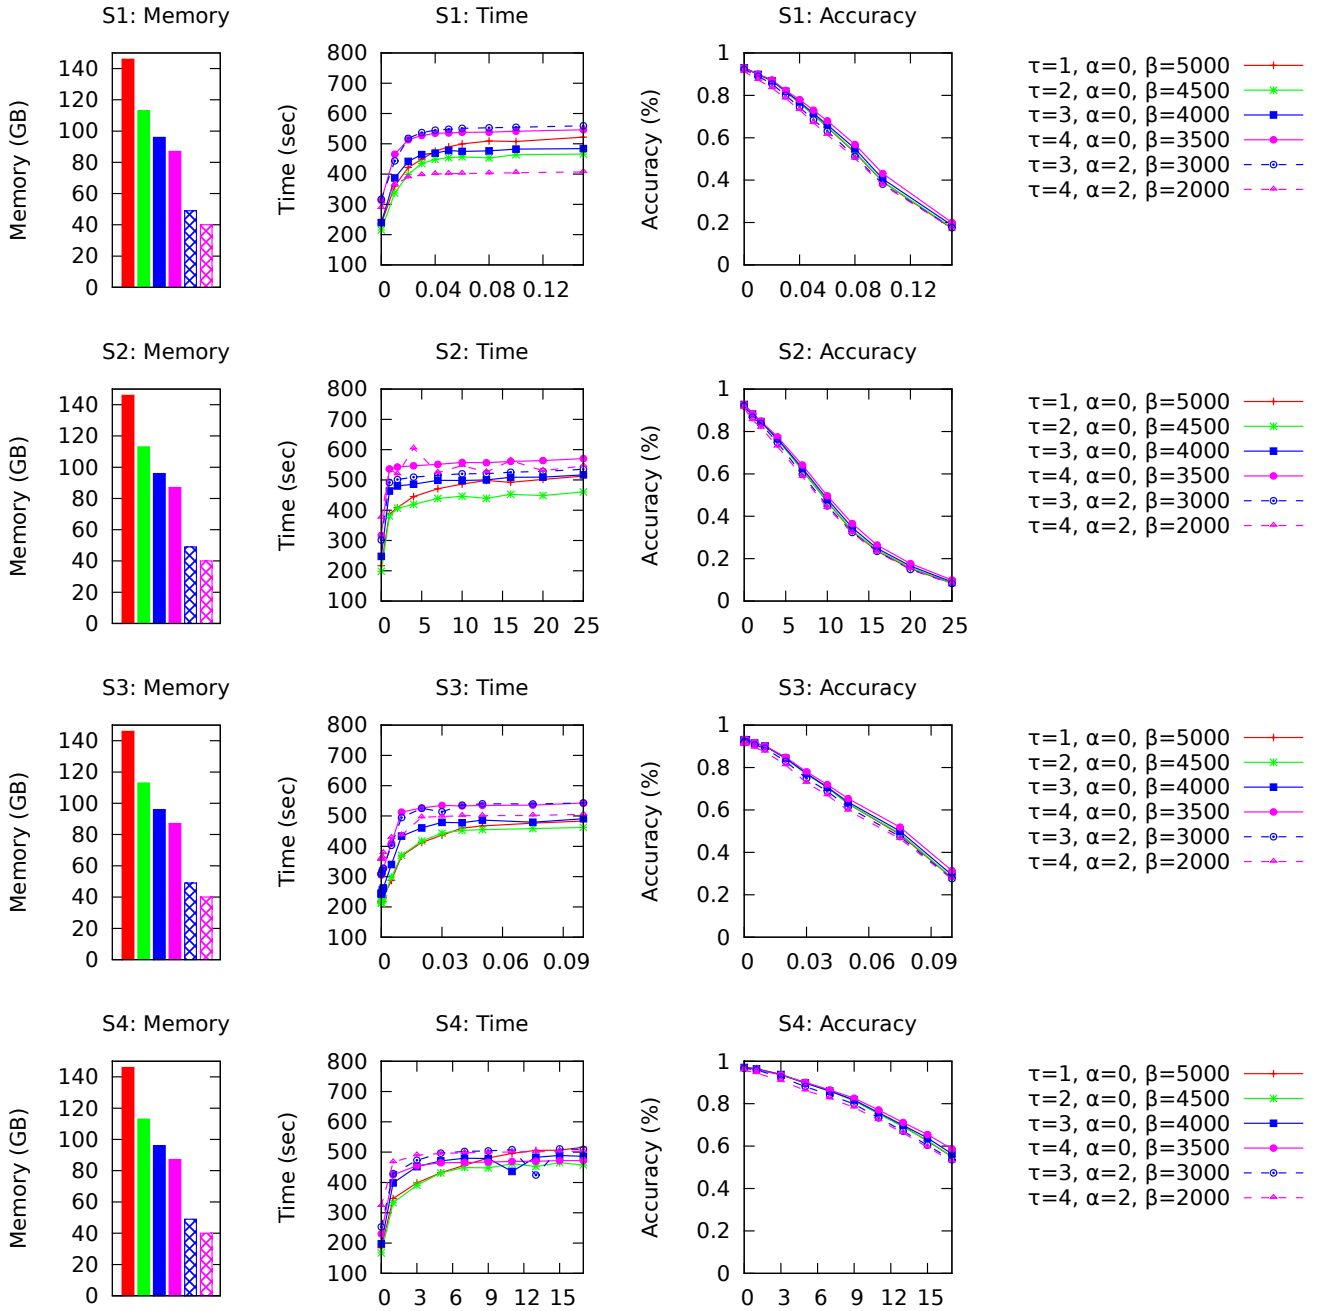 S1: Memory
S1: Time
S1: Accuracy
Memory (GB)
140
120
100
80
60
40
20
0
Time (sec)
800
700
600
500
400
300
200
100
0 0.04 0.08 0.12
Accuracy (%)
1
0.8
0.6
0.4
0.2
0
0 0.04 0.08 0.12
τ=1, α=0, β=5000
τ=2, α=0, β=4500
τ=3, α=0, β=4000
τ=4, α=0, β=3500
τ=3, α=2, β=3000
τ=4, α=2, β=2000
S2: Memory
S2: Time
S2: Accuracy
Memory (GB)
140
120
100
80
60
40
20
0
Time (sec)
800
700
600
500
400
300
200
100
0 5 10 15 20 25
Accuracy (%)
1
0.8
0.6
0.4
0.2
0
0 5 10 15 20 25
τ=1, α=0, β=5000
τ=2, α=0, β=4500
τ=3, α=0, β=4000
τ=4, α=0, β=3500
τ=3, α=2, β=3000
τ=4, α=2, β=2000
S3: Memory
S3: Time
S3: Accuracy
Memory (GB)
140
120
100
80
60
40
20
0
Time (sec)
800
700
600
500
400
300
200
100
0 0.03 0.06 0.09
Accuracy (%)
1
0.8
0.6
0.4
0.2
0
0 0.03 0.06 0.09
τ=1, α=0, β=5000
τ=2, α=0, β=4500
τ=3, α=0, β=4000
τ=4, α=0, β=3500
τ=3, α=2, β=3000
τ=4, α=2, β=2000
S4: Memory
S4: Time
S4: Accuracy
Memory (GB)
140
120
100
80
60
40
20
0
Time (sec)
800
700
600
500
400
300
200
100
0 3 6 9 12 15
Accuracy (%)
1
0.8
0.6
0.4
0.2
0
0 3 6 9 12 15
τ=1, α=0, β=5000
τ=2, α=0, β=4500
τ=3, α=0, β=4000
τ=4, α=0, β=3500
τ=3, α=2, β=3000
τ=4, α=2, β=2000